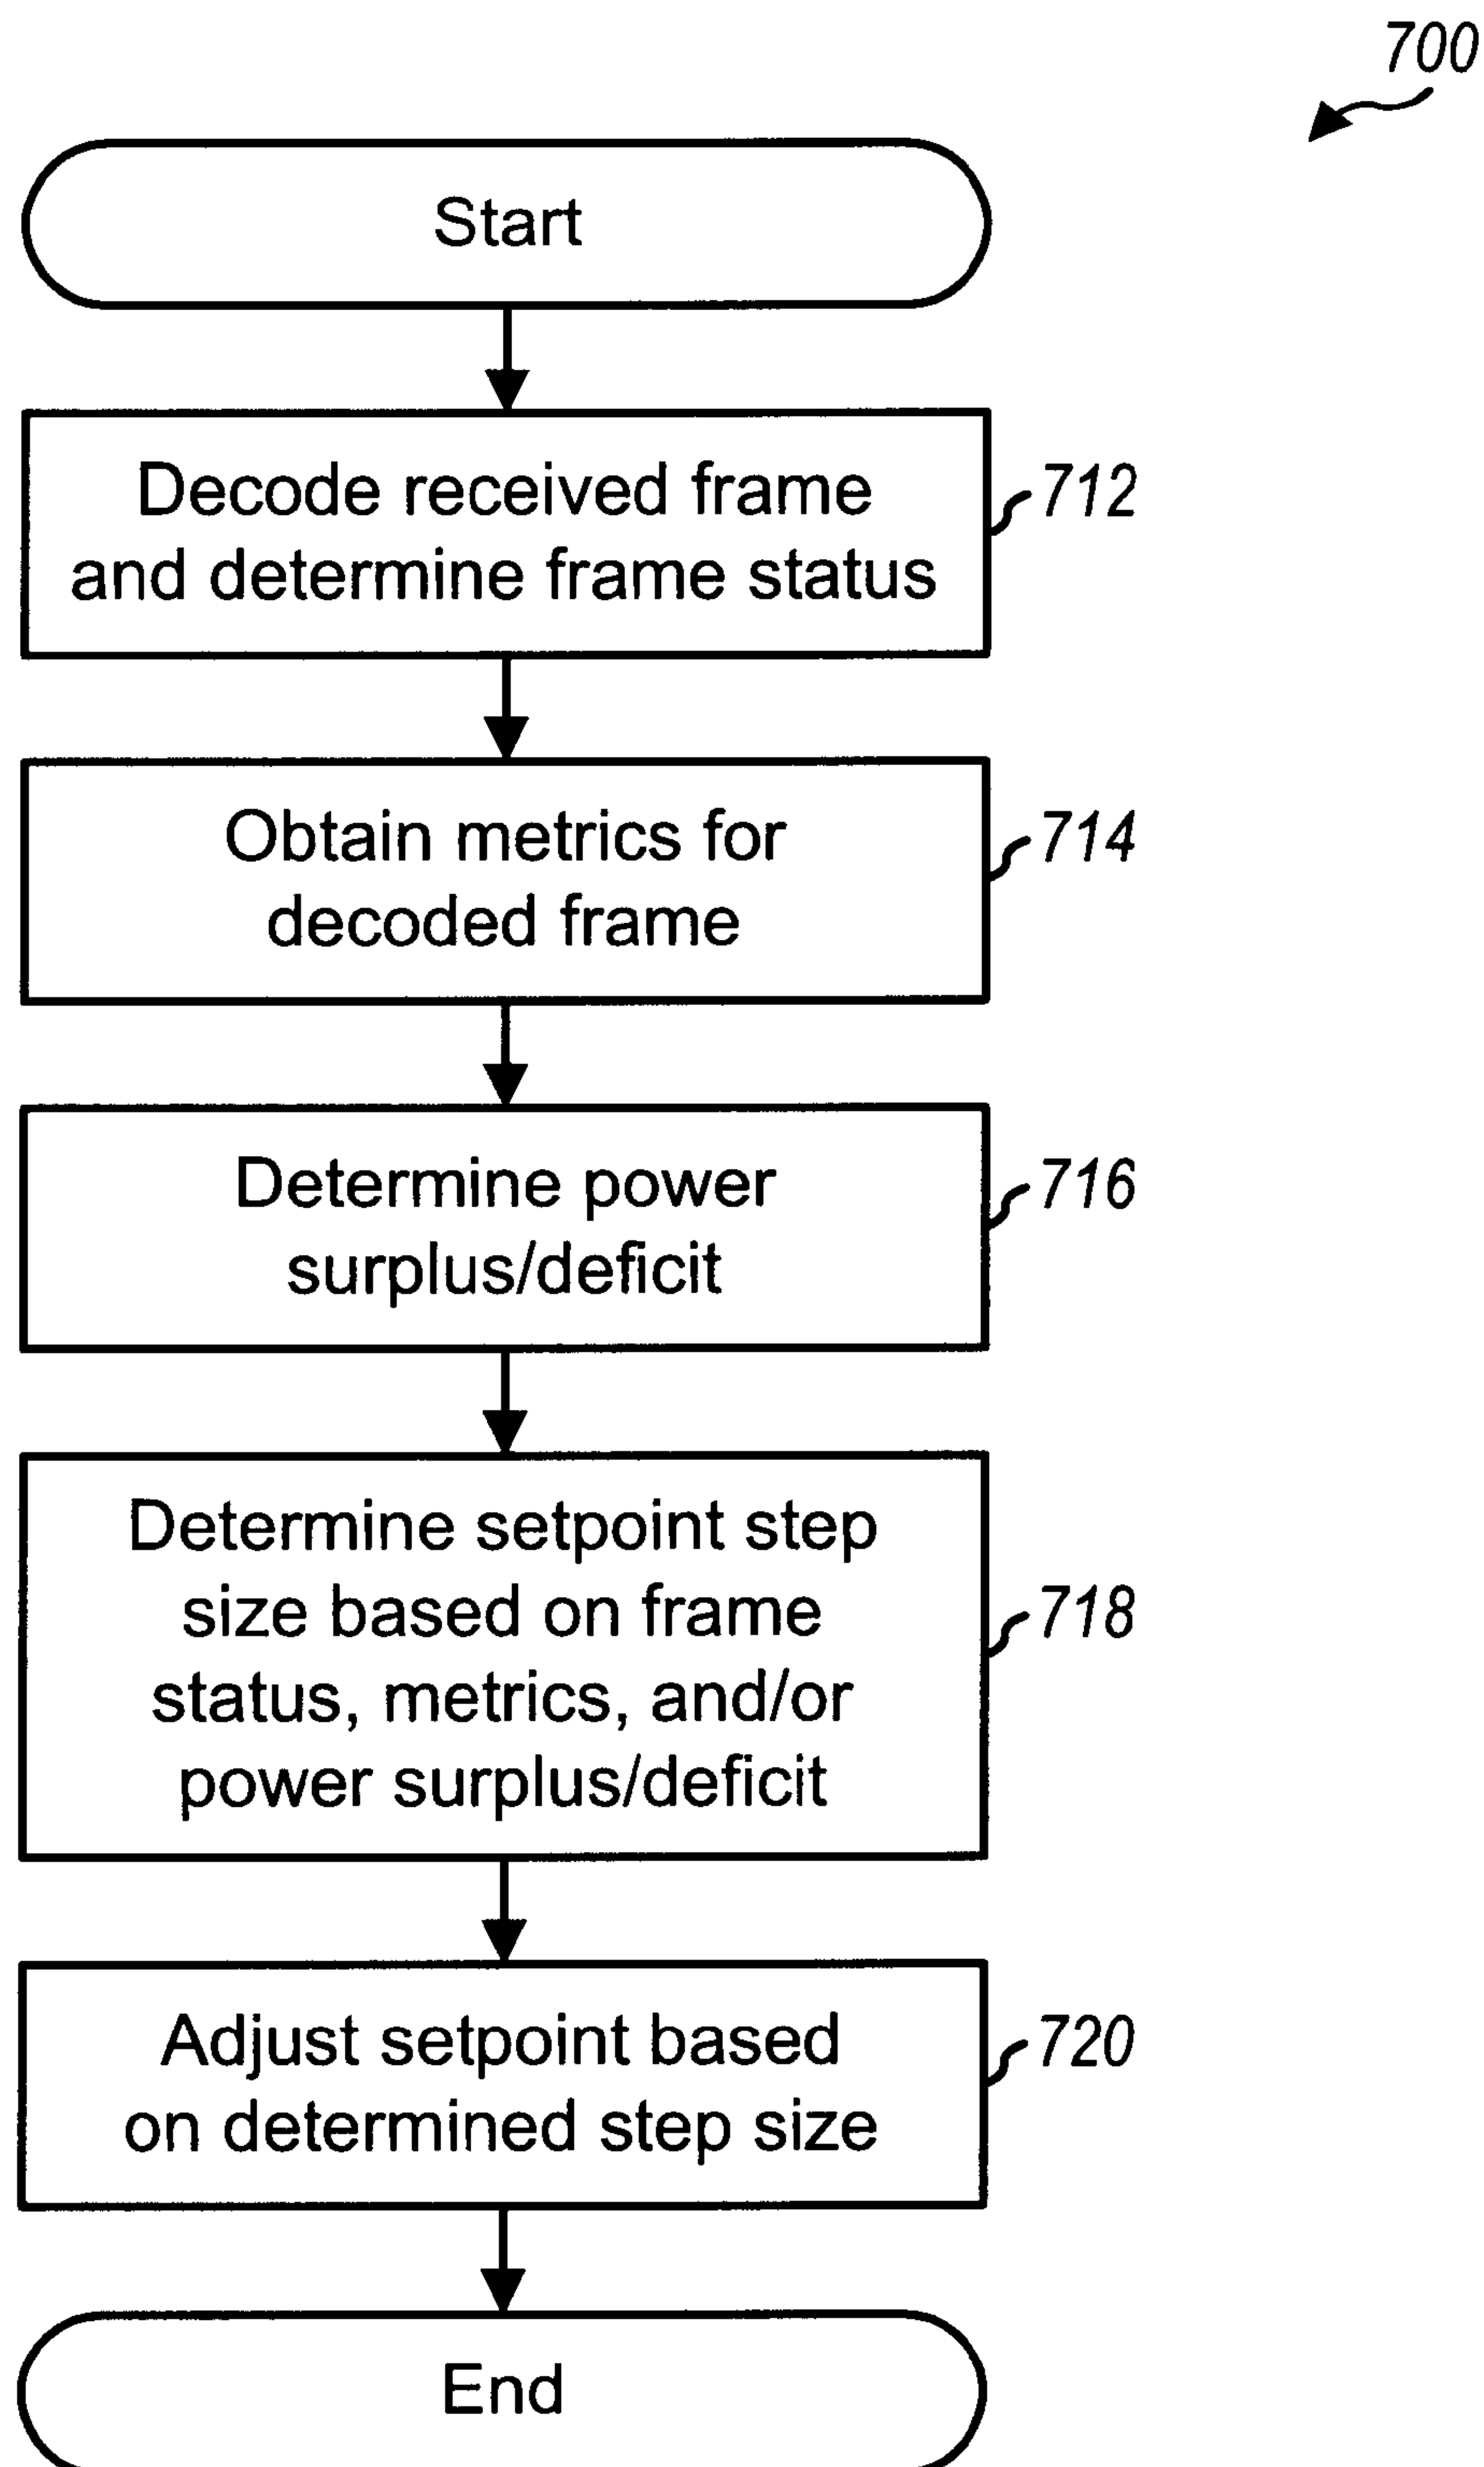 700
Start
Decode received frame
and determine frame status
712
Obtain metrics for
decoded frame
714
Determine power
surplus/deficit
716
Determine setpoint step
size based on frame
status, metrics, and/or
power surplus/deficit
718
Adjust setpoint based
on determined step size
720
End